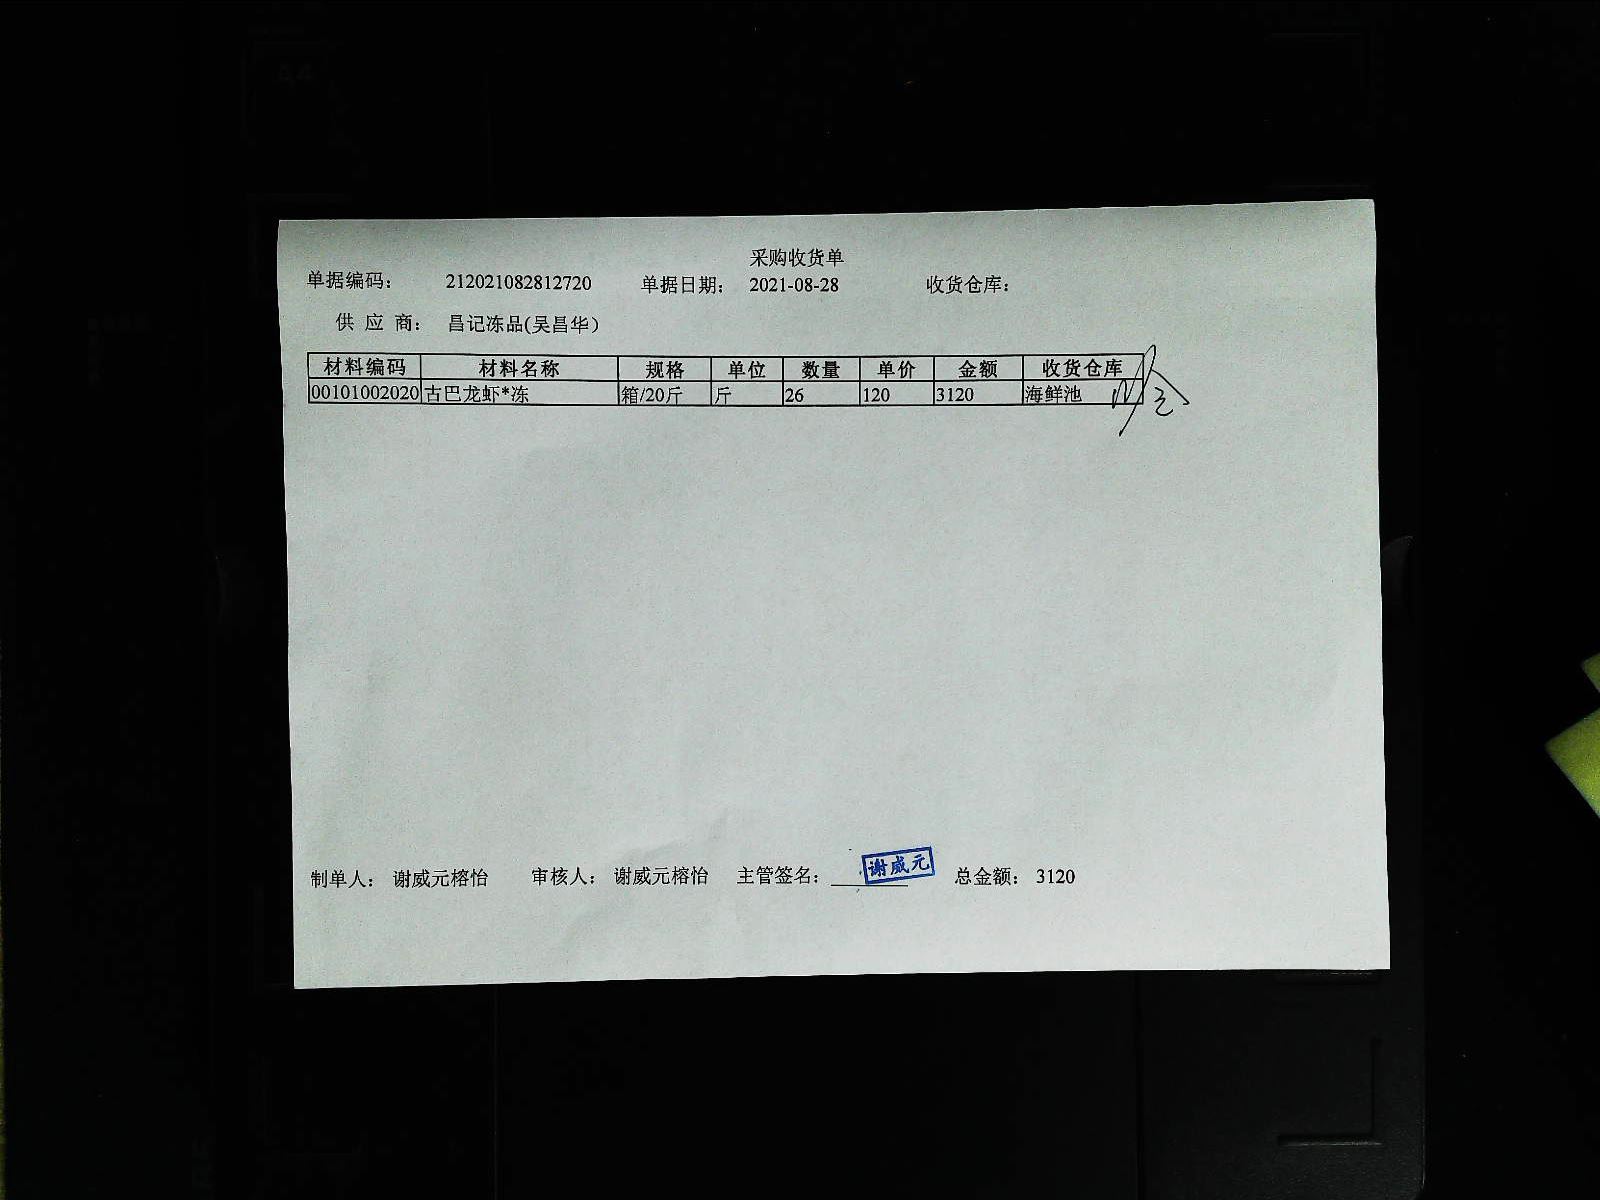 采购收货单
单据编码： 212021082812720 单据日期： 2021-08-28 收货仓库：
供 应 商： 昌记冻品(吴昌华）
材料编码 材料名称 规格 单位 数量 单价 金额 收货仓库
00101002020 古巴龙虾*冻 箱/20斤 斤 26 120 3120 海鲜池
制单人： 谢威元榕怡 审核人： 谢威元榕怡 主管签名： 谢威元 总金额： 3120